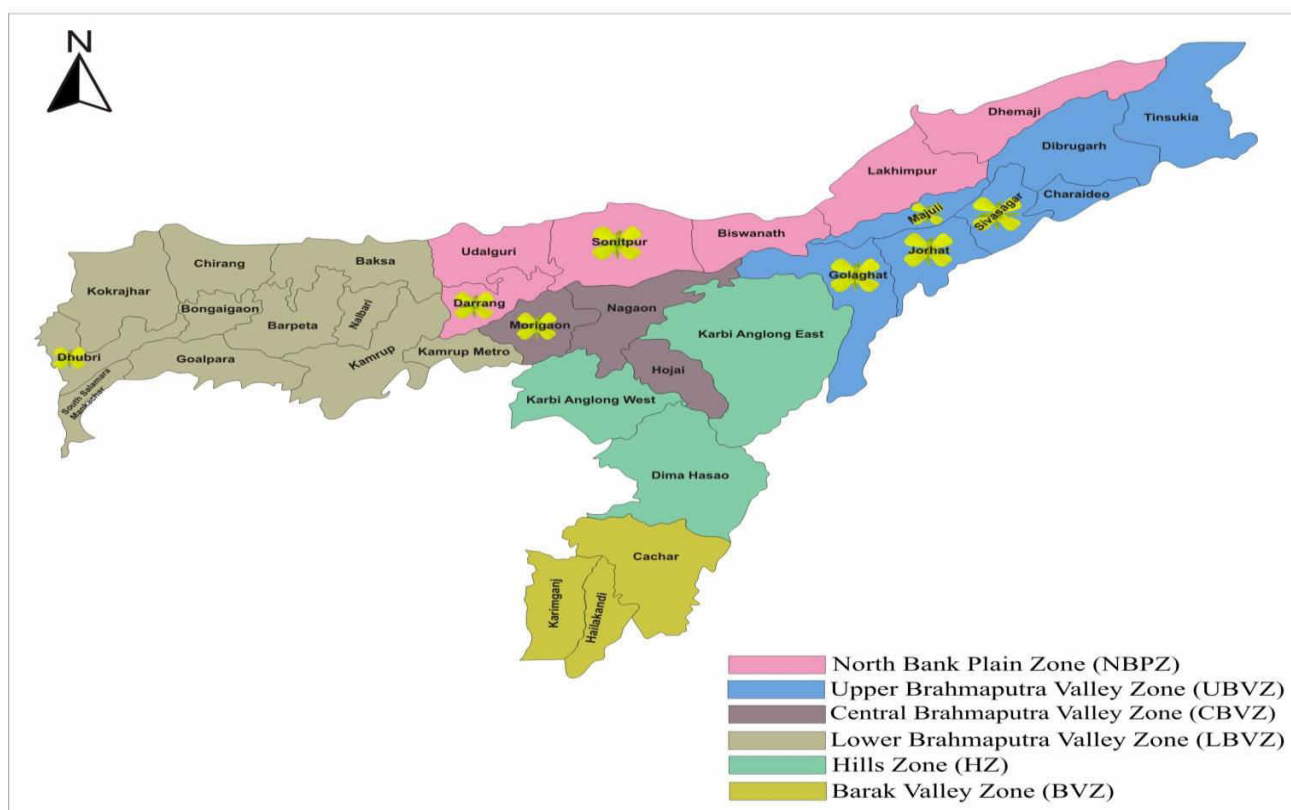 N
Tinsukia
Dhemaji
Dibrugarh
Lakhimpur
Charaideo
Majuli
Sivasagar
Biswanath
Sonitpur
Udalguri
Jorhat
Baksa
Chirang
Golaghat
Kokrajhar
Darrang
Nagaon
Bongaigaon
Nalbari
Barpeta
Morigaon
Karbi Anglong East
Dhubri
Goalpara
Kamrup
Kamrup Metro
Hojai
South Salamara
Mankachar
Karbi Anglong West
Dima Hasao
Cachar
Karimganj
Hailakandi
North Bank Plain Zone (NBPZ)
Upper Brahmaputra Valley Zone (UBVZ)
Central Brahmaputra Valley Zone (CBVZ)
Lower Brahmaputra Valley Zone (LBVZ)
Hills Zone (HZ)
Barak Valley Zone (BVZ)